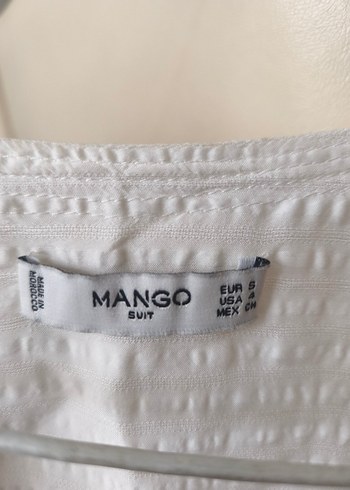 MADE IN
MOROCCO
MANGO
SUIT
EUR S
USA 4
MEX CH